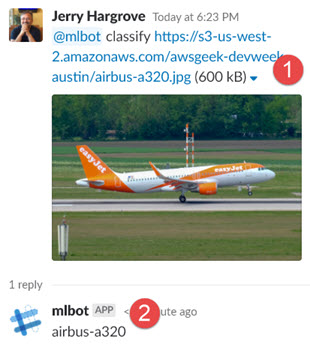 Jerry Hargrove Today at 6:23 PM
@mlbot classify https://s3-us-west-
2.amazonaws.com/awsgeek-devweek-
austin/airbus-a320.jpg (600 kB)
1
easyJet
easyJet
1 reply
mlbot APP ute ago
2
airbus-a320